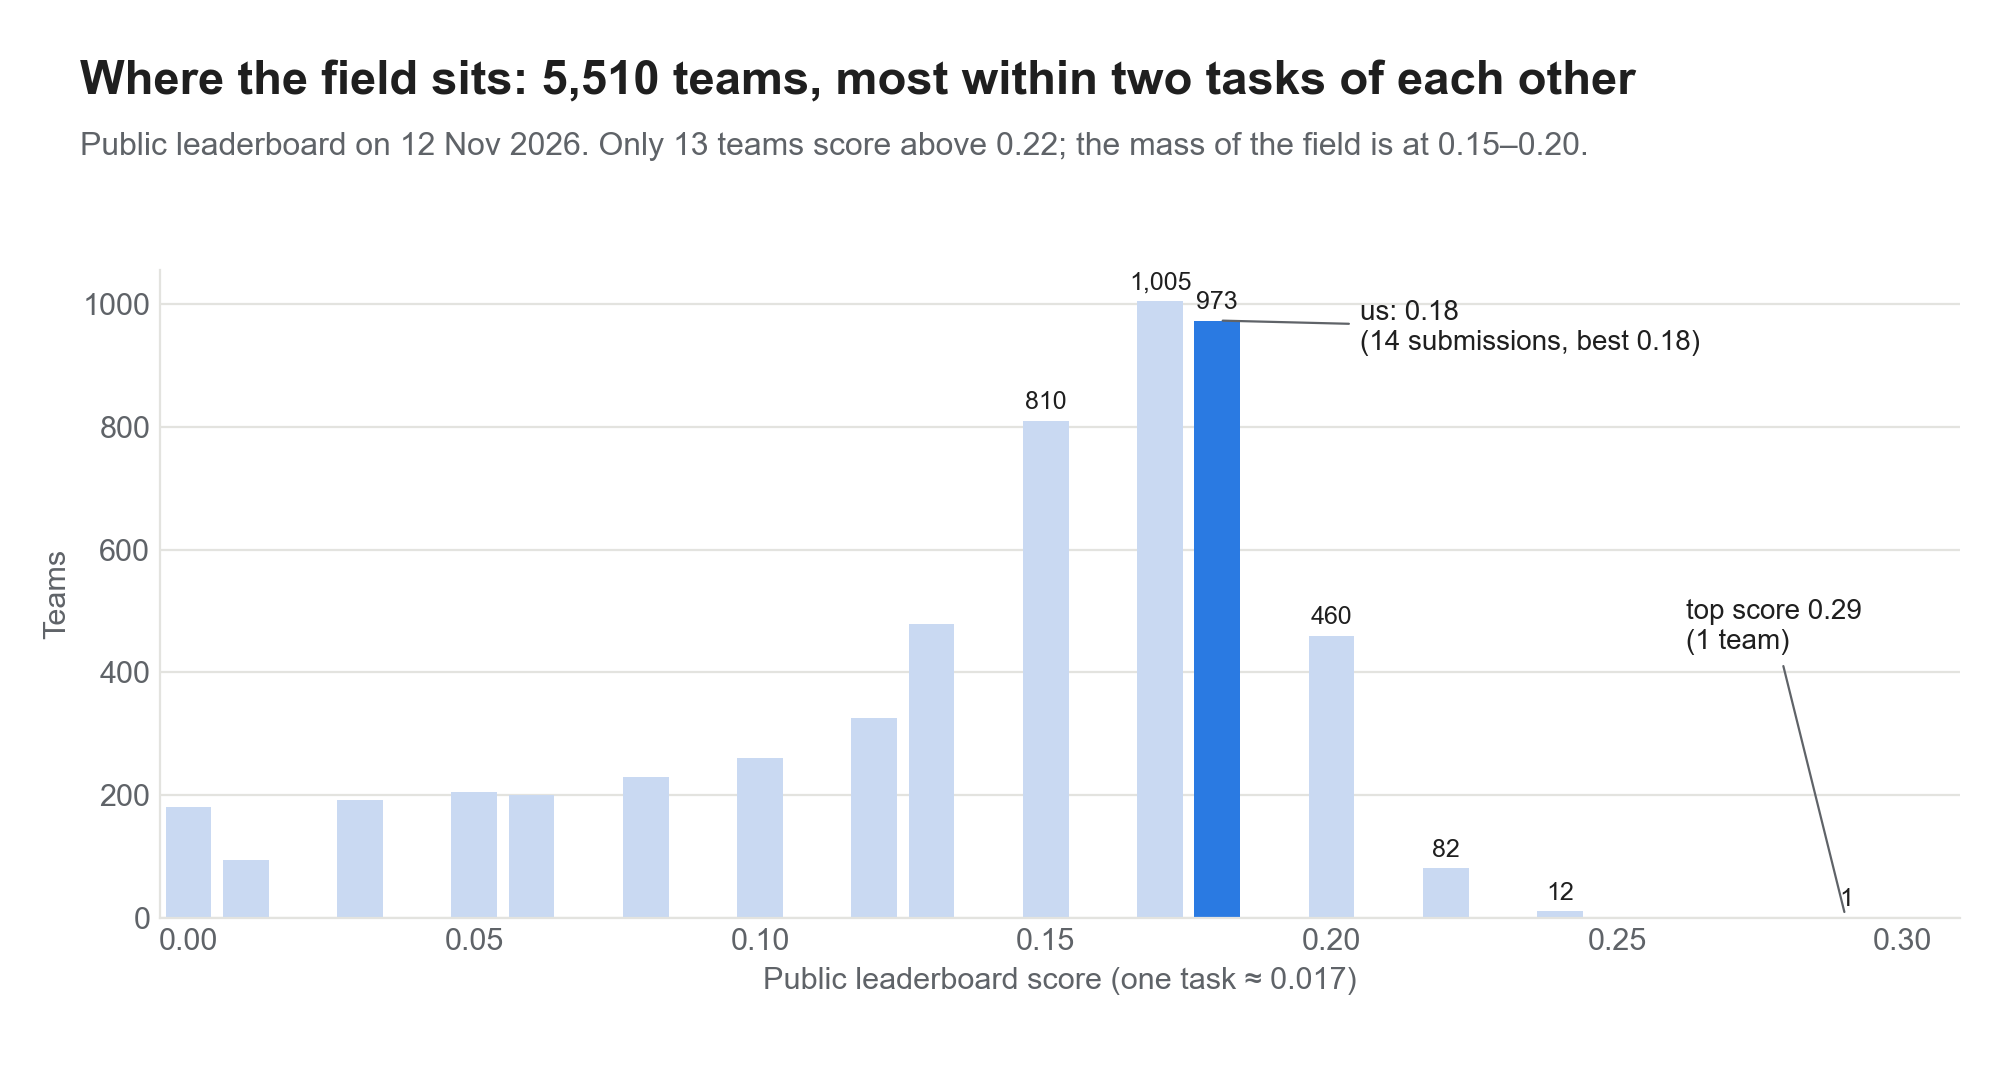 Where the field sits: 5,510 teams, most within two tasks of each other
Public leaderboard on 12 Nov 2026. Only 13 teams score above 0.22; the mass of the field is at 0.15–0.20.
Teams
1000
800
600
400
200
0
1,005
973
810
460
82
12
1
us: 0.18
(14 submissions, best 0.18)
top score 0.29
(1 team)
0.00
0.05
0.10
0.15
0.20
0.25
0.30
Public leaderboard score (one task ≈ 0.017)